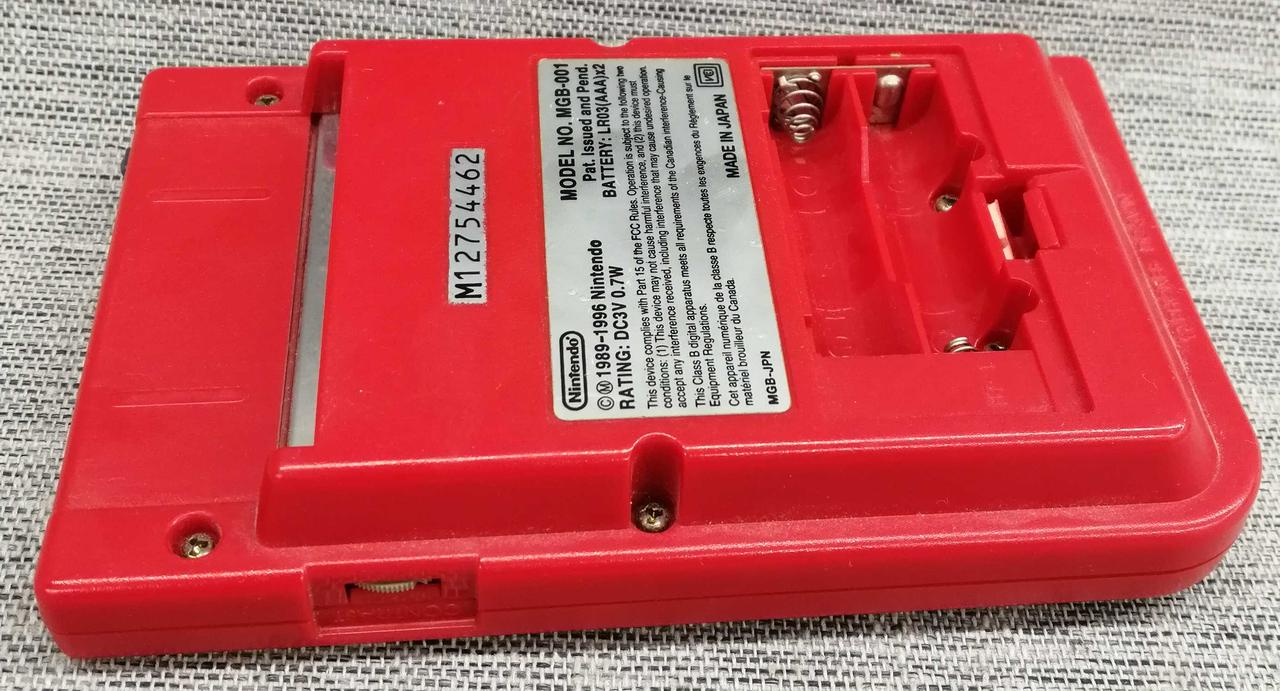 MODEL NO. MGB-001
Pat. Issued and Pend.
BATTERY: LR03(AAA)x2
Nintendo
©Ⓜ 1989-1996 Nintendo
RATING: DC3V 0.7W
This device complies with Part 15 of the FCC Rules. Operation is subject to the following two
conditions: (1) This device may not cause harmful interference, and (2) this device must
accept any interference received, including interference that may cause undesired operation.
This Class B digital apparatus meets all requirements of the Canadian Interference-Causing
Equipment Regulations.
Cet appareil numérique de la classe B respecte toutes les exigences du Règlement sur le
matériel brouilleur du Canada.
MGB-JPN
MADE IN JAPAN
M12754462